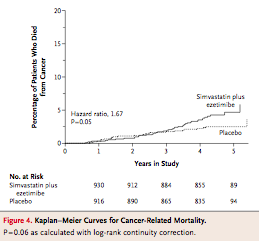 Percentage of Patients Who Died
from Cancer
20
15
10
5
0
Hazard ratio, 1.67
P=0.05
Simvastatin plus
ezetimibe
Placebo
0 1 2 3 4 5
Years in Study
No. at Risk
Simvastatin plus ezetimibe 930 912 884 855 89
Placebo 916 890 865 835 94
Figure 4. Kaplan–Meier Curves for Cancer-Related Mortality.
P=0.06 as calculated with log-rank continuity correction.